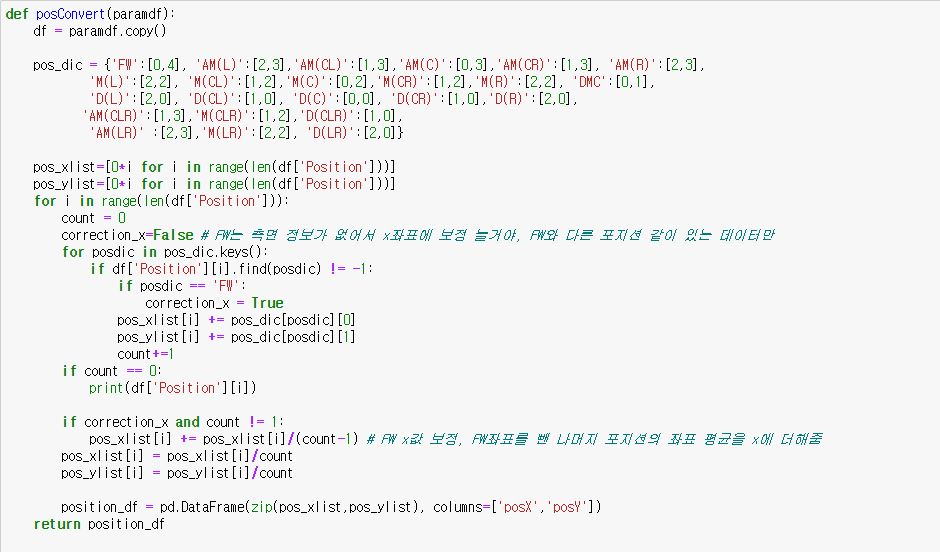 def posConvert(paramdf):
    df = paramdf.copy()

    pos_dic = {'FW':[0,4], 'AM(L)':[2,3],'AM(CL)':[1,3],'AM(C)':[0,3],'AM(CR)':[1,3], 'AM(R)':[2,3],
            'M(L)':[2,2], 'M(CL)':[1,2],'M(C)':[0,2],'M(CR)':[1,2],'M(R)':[2,2], 'DMC':[0,1],
            'D(L)':[2,0], 'D(CL)':[1,0], 'D(C)':[0,0], 'D(CR)':[1,0],'D(R)':[2,0],
           'AM(CLR)':[1,3],'M(CLR)':[1,2],'D(CLR)':[1,0],
            'AM(LR)' :[2,3],'M(LR)':[2,2], 'D(LR)':[2,0]}

    pos_xlist=[0*i for i in range(len(df['Position']))]
    pos_ylist=[0*i for i in range(len(df['Position']))]
    for i in range(len(df['Position'])):
        count = 0
        correction_x=False # FW는 측면 정보가 없어서 x좌표에 보정 늘거야, FW와 다른 포지션 같이 있는 데이터만
        for posdic in pos_dic.keys():
            if df['Position'][i].find(posdic) != -1:
                if posdic == 'FW':
                    correction_x = True
                pos_xlist[i] += pos_dic[posdic][0]
                pos_ylist[i] += pos_dic[posdic][1]
                count+=1
        if count == 0:
            print(df['Position'][i])

        if correction_x and count != 1:
            pos_xlist[i] += pos_xlist[i]/(count-1) # FW x값 보정, FW좌표를 뺀 나머지 포지션의 좌표 평균을 x에 더해줌
        pos_xlist[i] = pos_xlist[i]/count
        pos_ylist[i] = pos_ylist[i]/count

        position_df = pd.DataFrame(zip(pos_xlist,pos_ylist), columns=['posX','posY'])
    return position_df